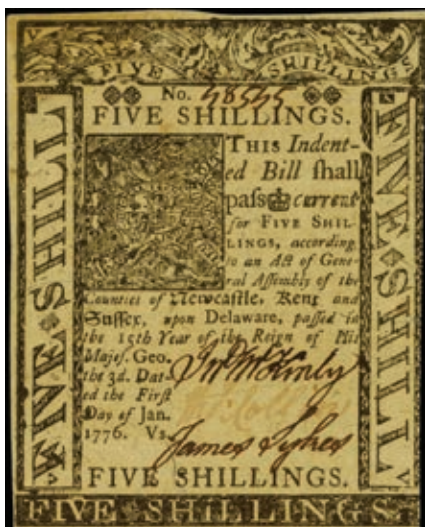 FIVE SHILLINGS
No. 48555
FIVE SHILLINGS.
THIS Indent-
ed Bill ſhall
paſs current
for FIVE SHIL-
LINGS, according
to an Act of Gene-
ral Aſſembly of the
Counties of Newcaſtle, Kent and
Suſſex, upon Delaware, paſſed in
the 15th Year of the Reign of His
Majeſ. Geo.
the 3d. Dat-
ed the Firſt
Day of Jan.
1776. Vs.
Jn McKinly
James Sykes
FIVE SHILLINGS.
FIVE SHILL
FIVE SHILL
FIVE SHILLINGS.